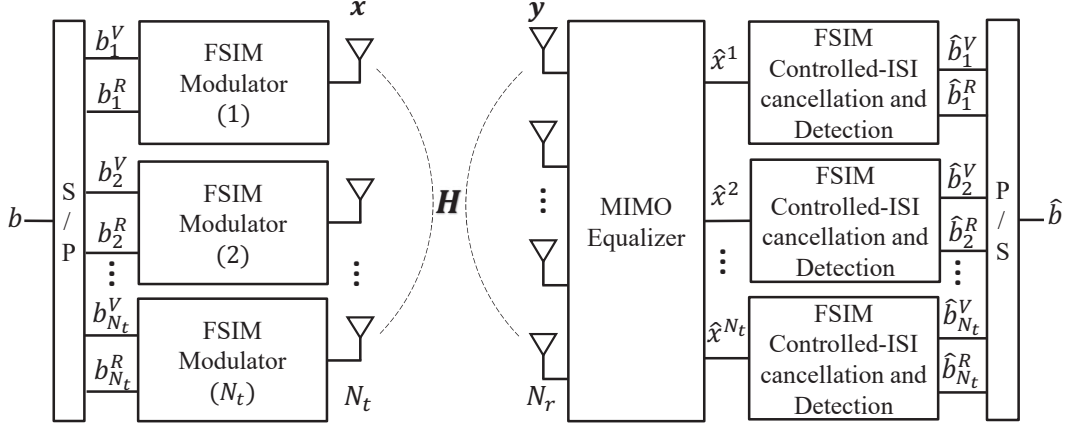 b
S
/
P
b_1^V
b_1^R
b_2^V
b_2^R
⋮
b_{N_t}^V
b_{N_t}^R
FSIM
Modulator
(1)
FSIM
Modulator
(2)
FSIM
Modulator
(N_t)
x
⋮
N_t
H
y
⋮
N_r
MIMO
Equalizer
x̂^1
x̂^2
⋮
x̂^{N_t}
FSIM
Controlled-ISI
cancellation and
Detection
FSIM
Controlled-ISI
cancellation and
Detection
FSIM
Controlled-ISI
cancellation and
Detection
b̂_1^V
b̂_1^R
b̂_2^V
b̂_2^R
⋮
b̂_{N_t}^V
b̂_{N_t}^R
P
/
S
b̂